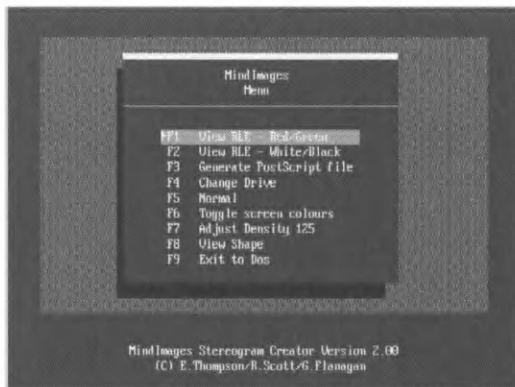 MindImages
Menu
F1 View RLE - Red/Green
F2 View RLE - White/Black
F3 Generate PostScript file
F4 Change Drive
F5 Normal
F6 Toggle screen colours
F7 Adjust Density 125
F8 View Shape
F9 Exit to Dos
MindImages Stereogram Creator Version 2.00
(C) E.Thompson/R.Scott/G.Flanagan